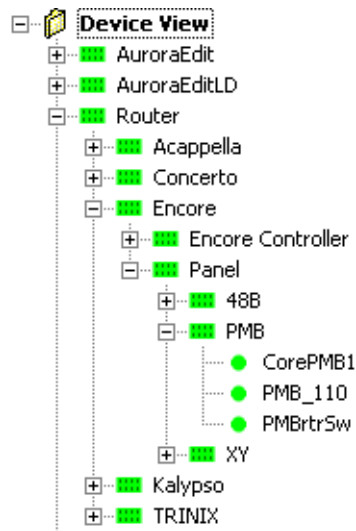 Device View
AuroraEdit
AuroraEditLD
Router
Acappella
Concerto
Encore
Encore Controller
Panel
48B
PMB
CorePMB1
PMB_110
PMBrtrSw
XY
Kalypso
TRINIX